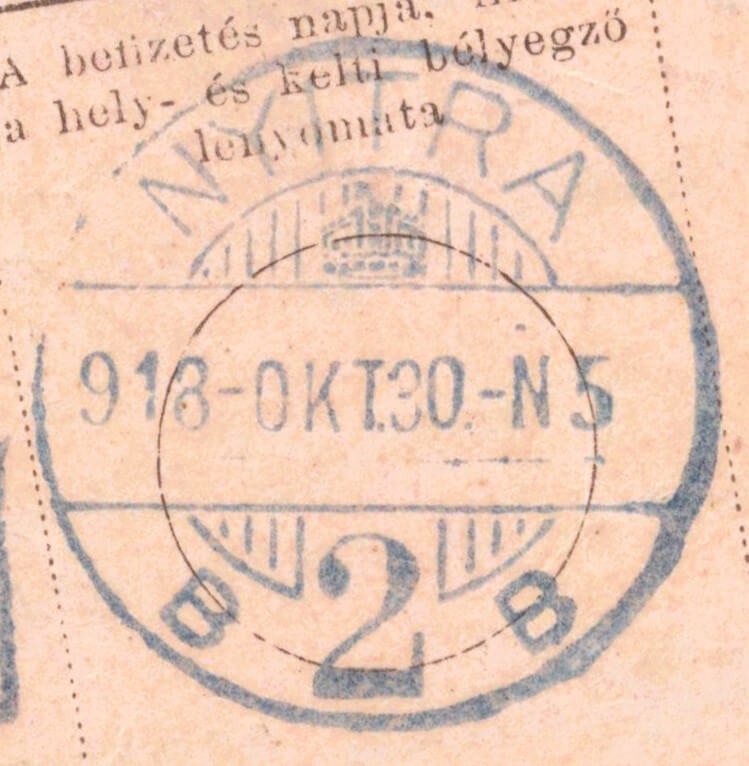 A befizetés napja,
a hely- és kelti bélyegző
lenyomata
NYITRA
918-OKT.30.-N 5
B 2 B